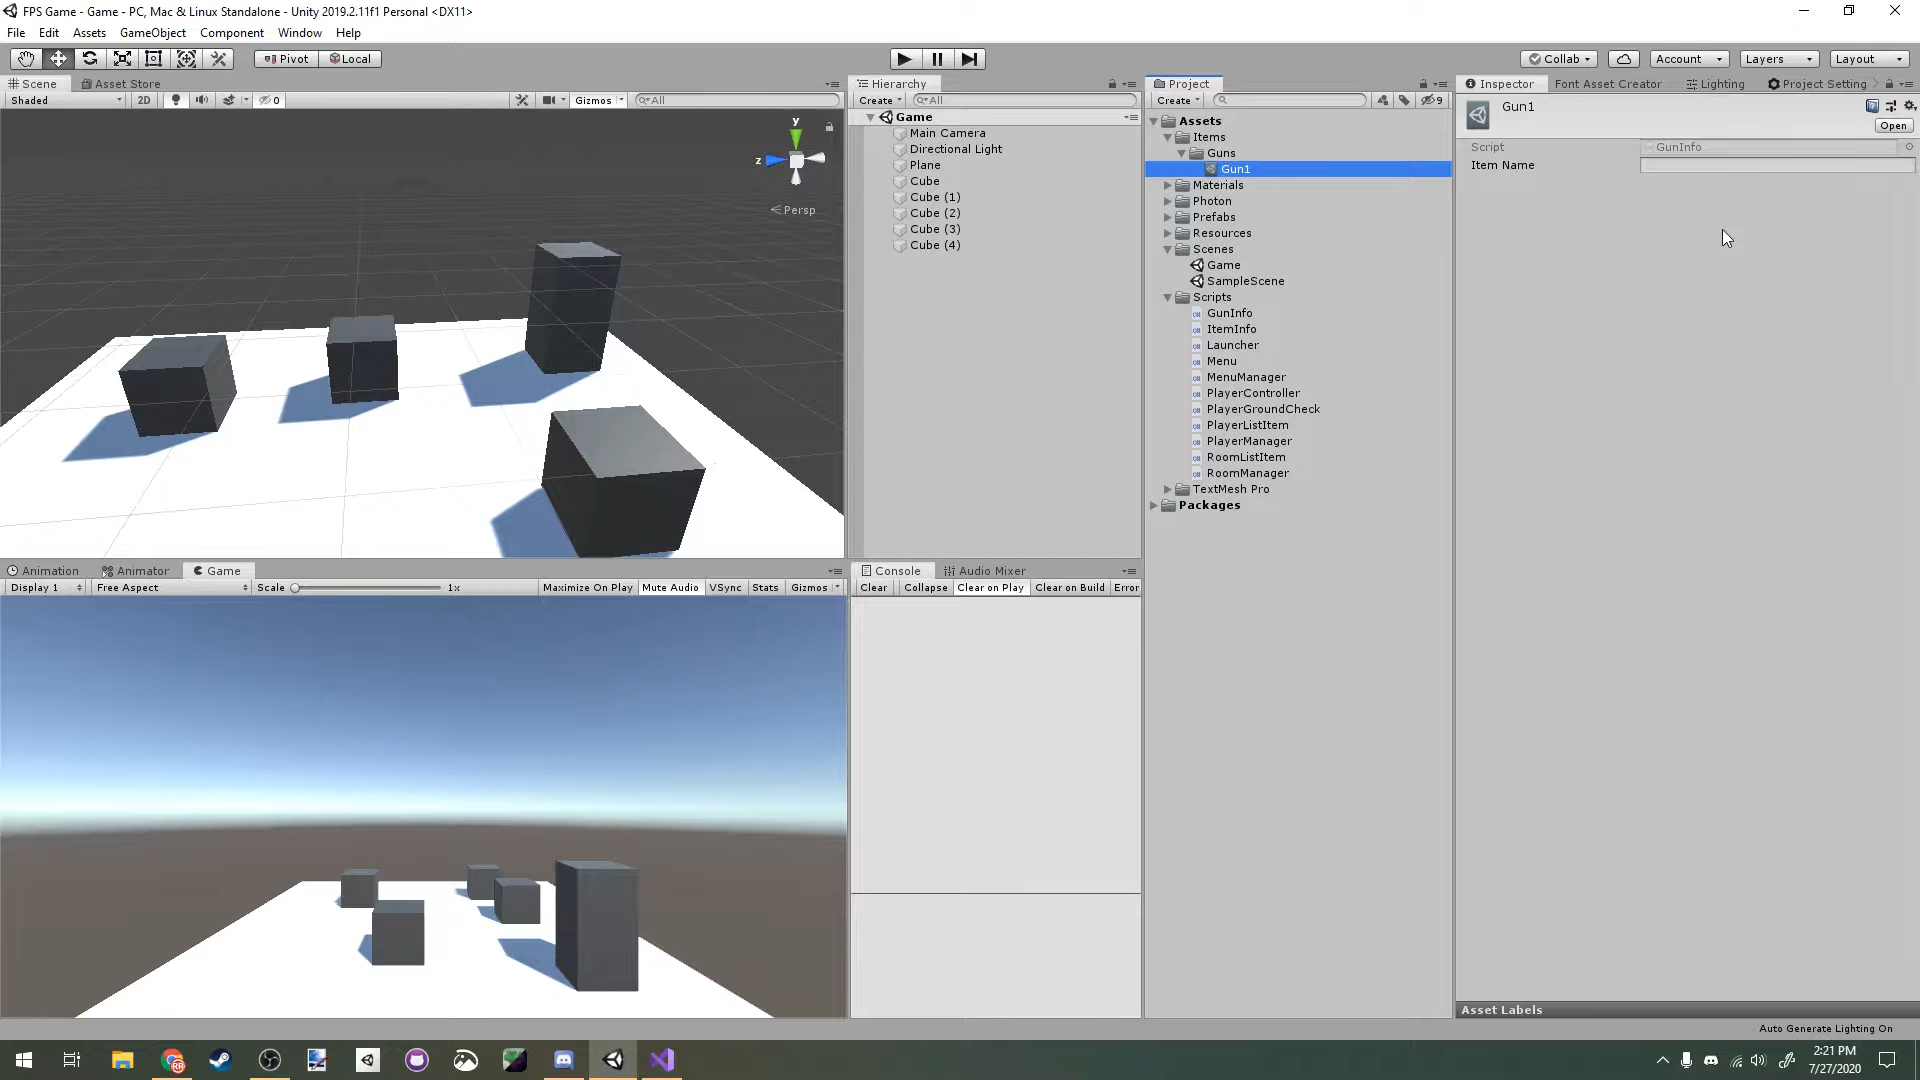 FPS Game - Game - PC, Mac & Linux Standalone - Unity 2019.2.11f1 Personal <DX11>
File Edit Assets GameObject Component Window Help
Pivot Local Collab Account Layers Layout
Scene Asset Store
Shaded 2D 0 Gizmos All
y
z
Persp
Hierarchy
Create All
Game
Main Camera
Directional Light
Plane
Cube
Cube (1)
Cube (2)
Cube (3)
Cube (4)
Project
Create 9
Assets
Items
Guns
Gun1
Materials
Photon
Prefabs
Resources
Scenes
Game
SampleScene
Scripts
GunInfo
ItemInfo
Launcher
Menu
MenuManager
PlayerController
PlayerGroundCheck
PlayerListItem
PlayerManager
RoomListItem
RoomManager
TextMesh Pro
Packages
Inspector Font Asset Creator Lighting Project Setting
Gun1
Open
Script GunInfo
Item Name
Animation Animator Game
Display 1 Free Aspect Scale 1x Maximize On Play Mute Audio VSync Stats Gizmos
Console Audio Mixer
Clear Collapse Clear on Play Clear on Build Error
Asset Labels
Auto Generate Lighting On
2:21 PM
7/27/2020